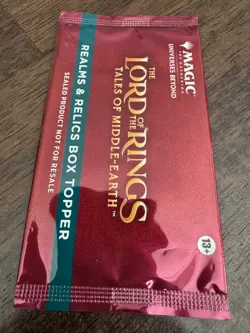 MAGIC
UNIVERSES BEYOND
THE
LORD OF
THE RINGS
TALES OF MIDDLE-EARTH™
REALMS & RELICS BOX TOPPER
SEALED PRODUCT NOT FOR RESALE
13+